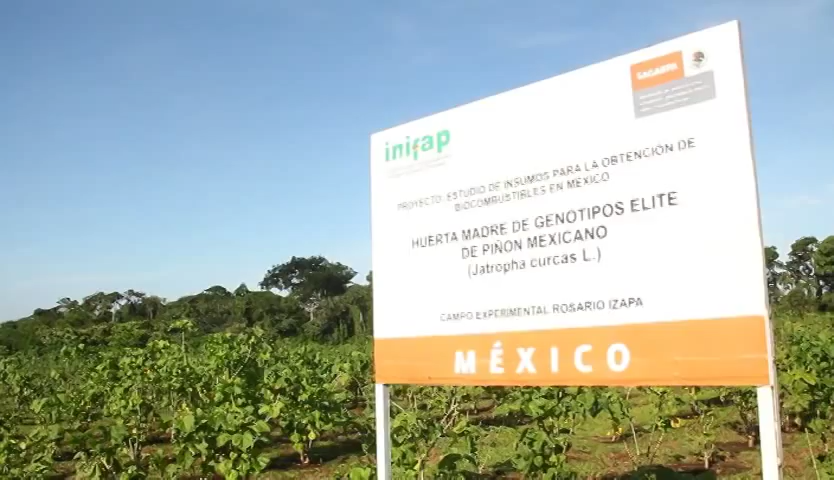 SAGARPA
inifap
PROYECTO: ESTUDIO DE INSUMOS PARA LA OBTENCIÓN DE
BIOCOMBUSTIBLES EN MÉXICO
HUERTA MADRE DE GENOTIPOS ELITE
DE PIÑON MEXICANO
(Jatropha curcas L.)
CAMPO EXPERIMENTAL ROSARIO IZAPA
MÉXICO